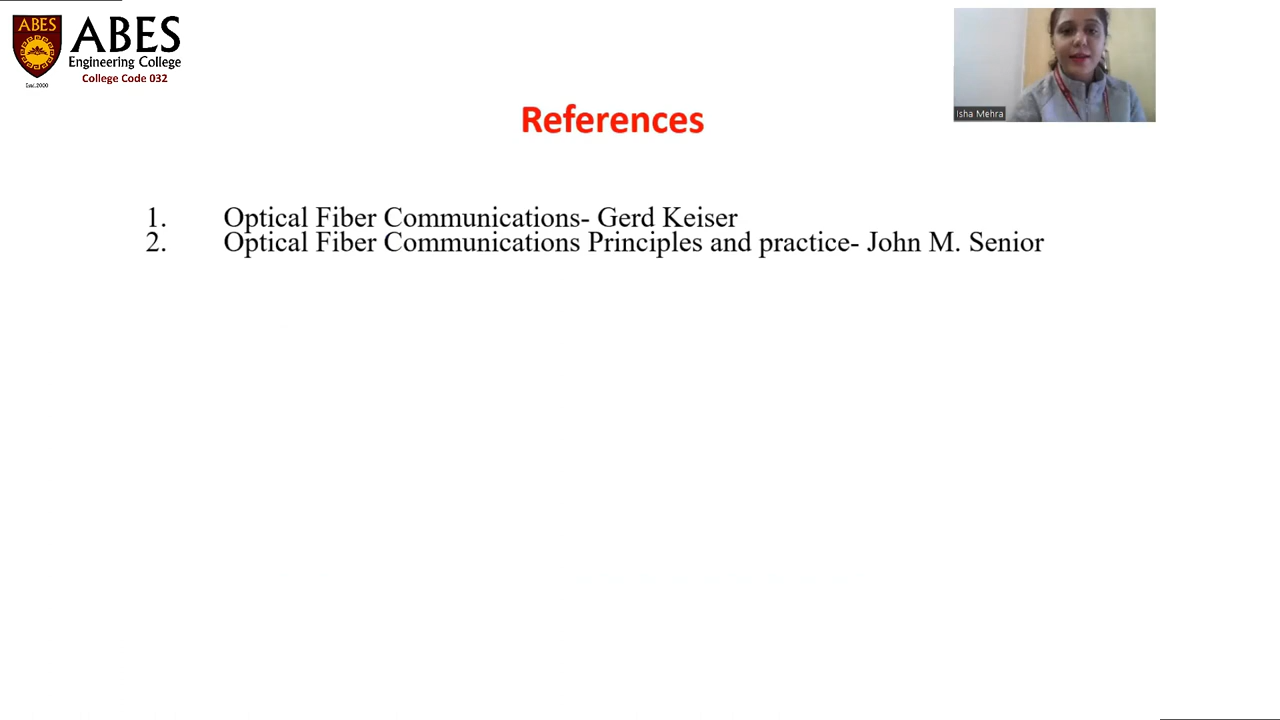 ABES
ABES
Engineering College
College Code 032
Isha Mehra
References
1. Optical Fiber Communications- Gerd Keiser
2. Optical Fiber Communications Principles and practice- John M. Senior